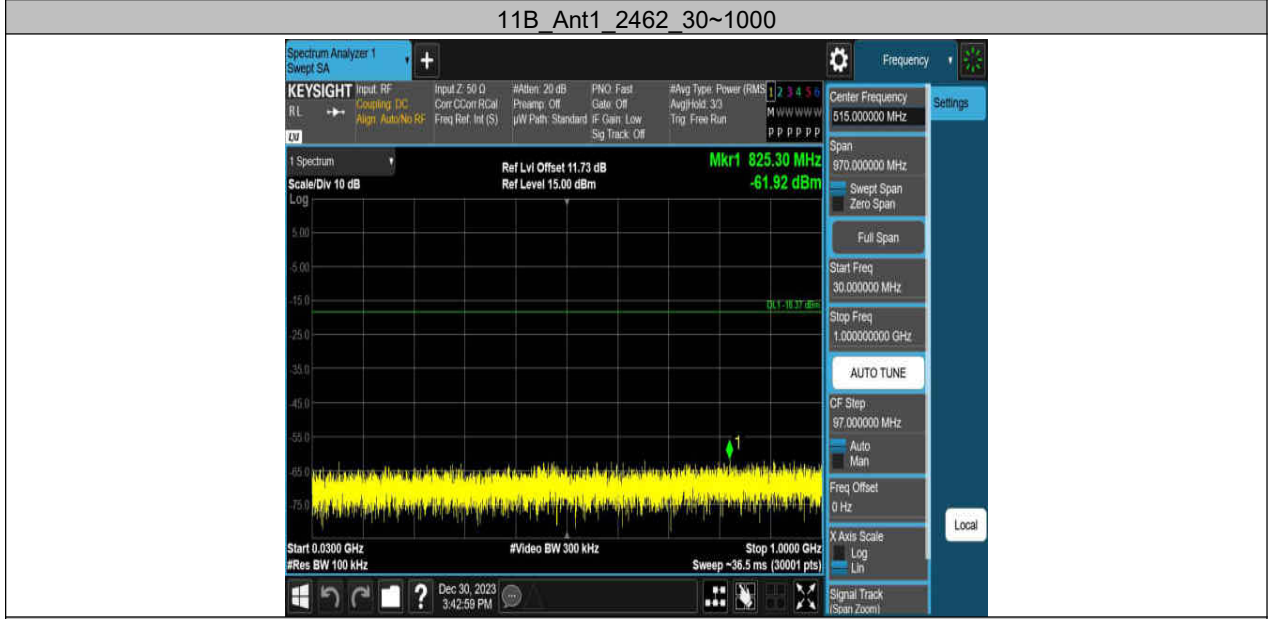 11B_Ant1_2462_30~1000
Spectrum Analyzer 1
Swept SA
+
Frequency
KEYSIGHT
RL
LXI
Input: RF
Coupling: DC
Align: Auto/No RF
Input Z: 50 Ω
Corr CCorr RCal
Freq Ref: Int (S)
#Atten: 20 dB
Preamp: Off
µW Path: Standard
PNO: Fast
Gate: Off
IF Gain: Low
Sig Track: Off
#Avg Type: Power (RMS
Avg|Hold: 3/3
Trig: Free Run
1 2 3 4 5 6
M W W W W W
P P P P P P
Center Frequency
515.000000 MHz
Settings
1 Spectrum
Scale/Div 10 dB
Log
Ref Lvl Offset 11.73 dB
Ref Level 15.00 dBm
Mkr1 825.30 MHz
-61.92 dBm
Span
970.000000 MHz
Swept Span
Zero Span
Full Span
5.00
-5.00
-15.0
DL1 -18.37 dBm
-25.0
-35.0
-45.0
-55.0
1
-65.0
-75.0
Start Freq
30.000000 MHz
Stop Freq
1.000000000 GHz
AUTO TUNE
CF Step
97.000000 MHz
Auto
Man
Freq Offset
0 Hz
X Axis Scale
Log
Lin
Local
Start 0.0300 GHz
#Res BW 100 kHz
#Video BW 300 kHz
Stop 1.0000 GHz
Sweep ~36.5 ms (30001 pts)
?
Dec 30, 2023
3:42:59 PM
Signal Track
(Span Zoom)